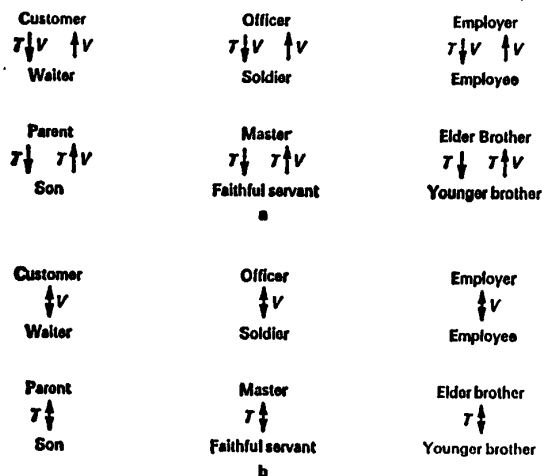 Customer Officer Employer
T V V T V V T V V
Waiter Soldier Employee
Parent Master Elder Brother
T T V T T V T T V
Son Faithful servant Younger brother
a
Customer Officer Employer
V V V
Waiter Soldier Employee
Parent Master Elder brother
T T T
Son Faithful servant Younger brother
b